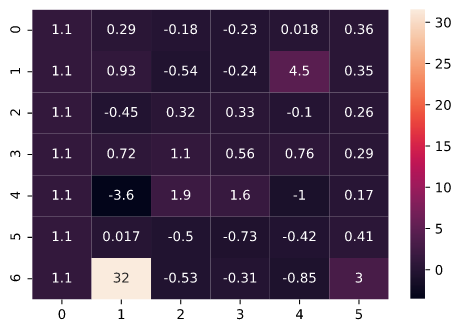 0 1.1 0.29 -0.18 -0.23 0.018 0.36
1 1.1 0.93 -0.54 -0.24 4.5 0.35
2 1.1 -0.45 0.32 0.33 -0.1 0.26
3 1.1 0.72 1.1 0.56 0.76 0.29
4 1.1 -3.6 1.9 1.6 -1 0.17
5 1.1 0.017 -0.5 -0.73 -0.42 0.41
6 1.1 32 -0.53 -0.31 -0.85 3
0 1 2 3 4 5
30
25
20
15
10
5
0